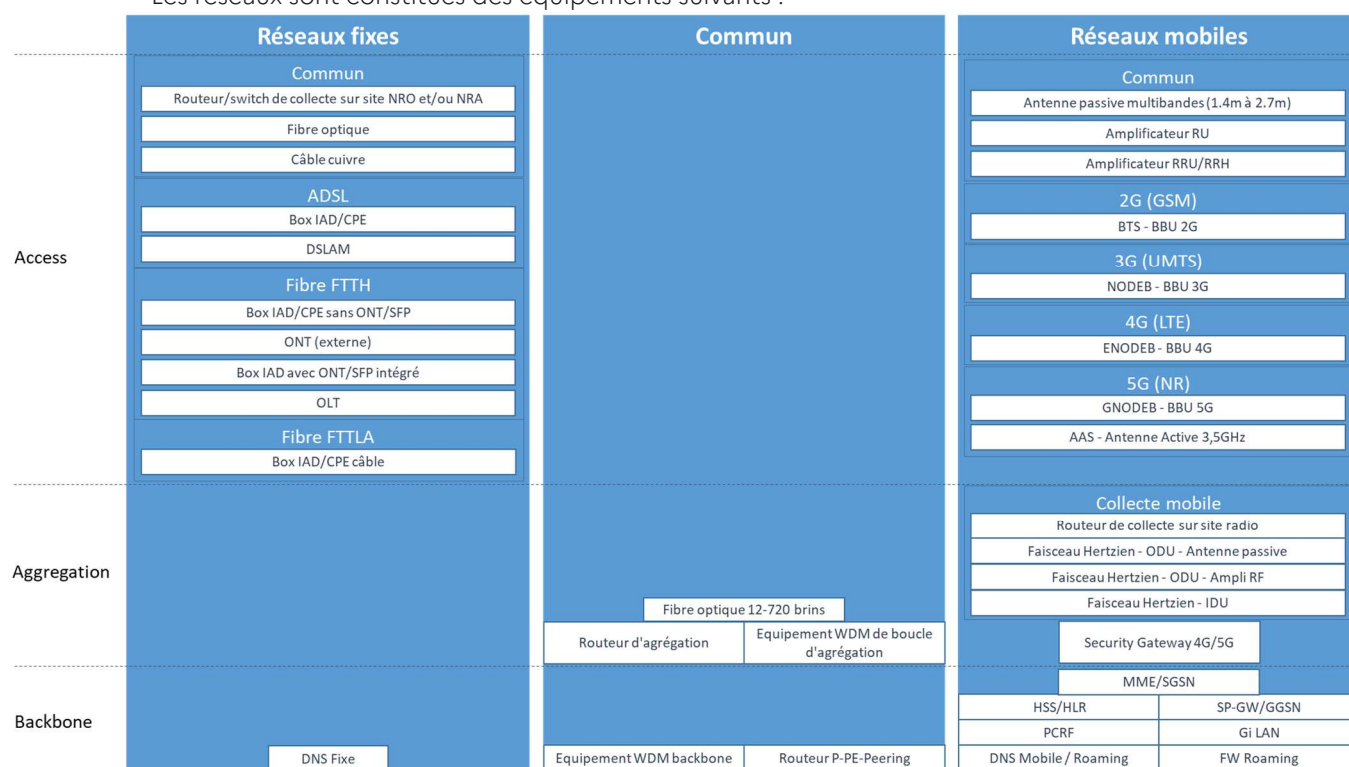 Les réseaux sont constitués des équipements suivants :
Réseaux fixes
Commun
Réseaux mobiles
Access
Commun
Routeur/switch de collecte sur site NRO et/ou NRA
Fibre optique
Câble cuivre
ADSL
Box IAD/CPE
DSLAM
Fibre FTTH
Box IAD/CPE sans ONT/SFP
ONT (externe)
Box IAD avec ONT/SFP intégré
OLT
Fibre FTTLA
Box IAD/CPE câble
Commun
Antenne passive multibandes (1.4m à 2.7m)
Amplificateur RU
Amplificateur RRU/RRH
2G (GSM)
BTS - BBU 2G
3G (UMTS)
NODEB - BBU 3G
4G (LTE)
ENODEB - BBU 4G
5G (NR)
GNODEB - BBU 5G
AAS - Antenne Active 3,5GHz
Aggregation
Fibre optique 12-720 brins
Routeur d'agrégation
Equipement WDM de boucle
d'agrégation
Collecte mobile
Routeur de collecte sur site radio
Faisceau Hertzien - ODU - Antenne passive
Faisceau Hertzien - ODU - Ampli RF
Faisceau Hertzien - IDU
Security Gateway 4G/5G
Backbone
DNS Fixe
Equipement WDM backbone
Routeur P-PE-Peering
MME/SGSN
HSS/HLR
SP-GW/GGSN
PCRF
Gi LAN
DNS Mobile / Roaming
FW Roaming